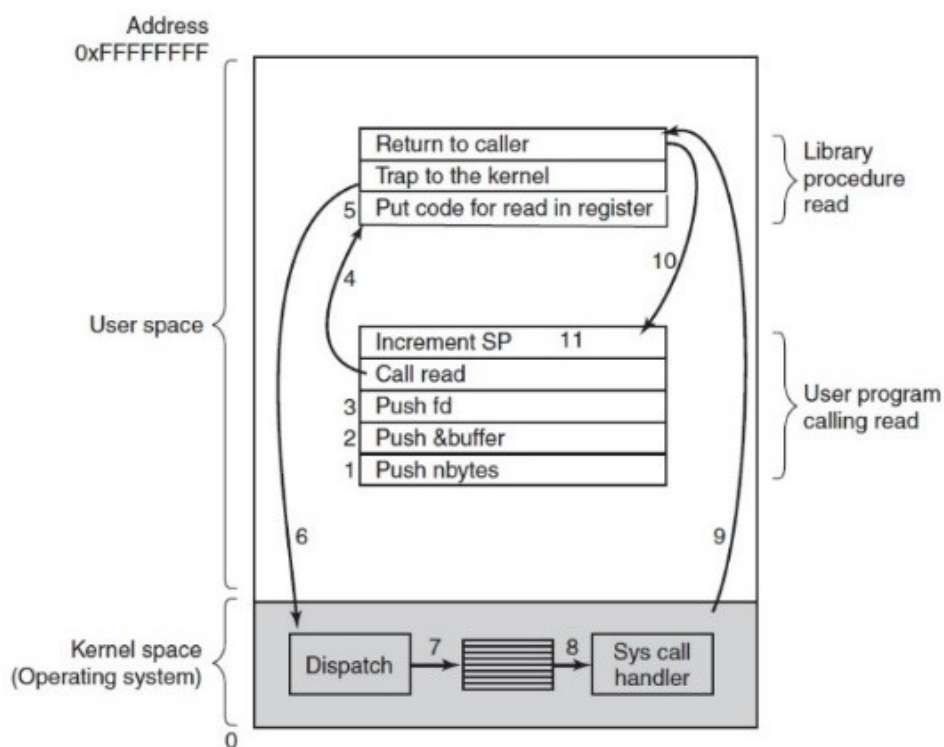 Address
0xFFFFFFFF
Return to caller
Trap to the kernel
5 Put code for read in register
Library
procedure
read
4
10
User space
Increment SP 11
Call read
3 Push fd
2 Push &buffer
1 Push nbytes
User program
calling read
6
9
Kernel space
(Operating system)
Dispatch
7
8
Sys call
handler
0